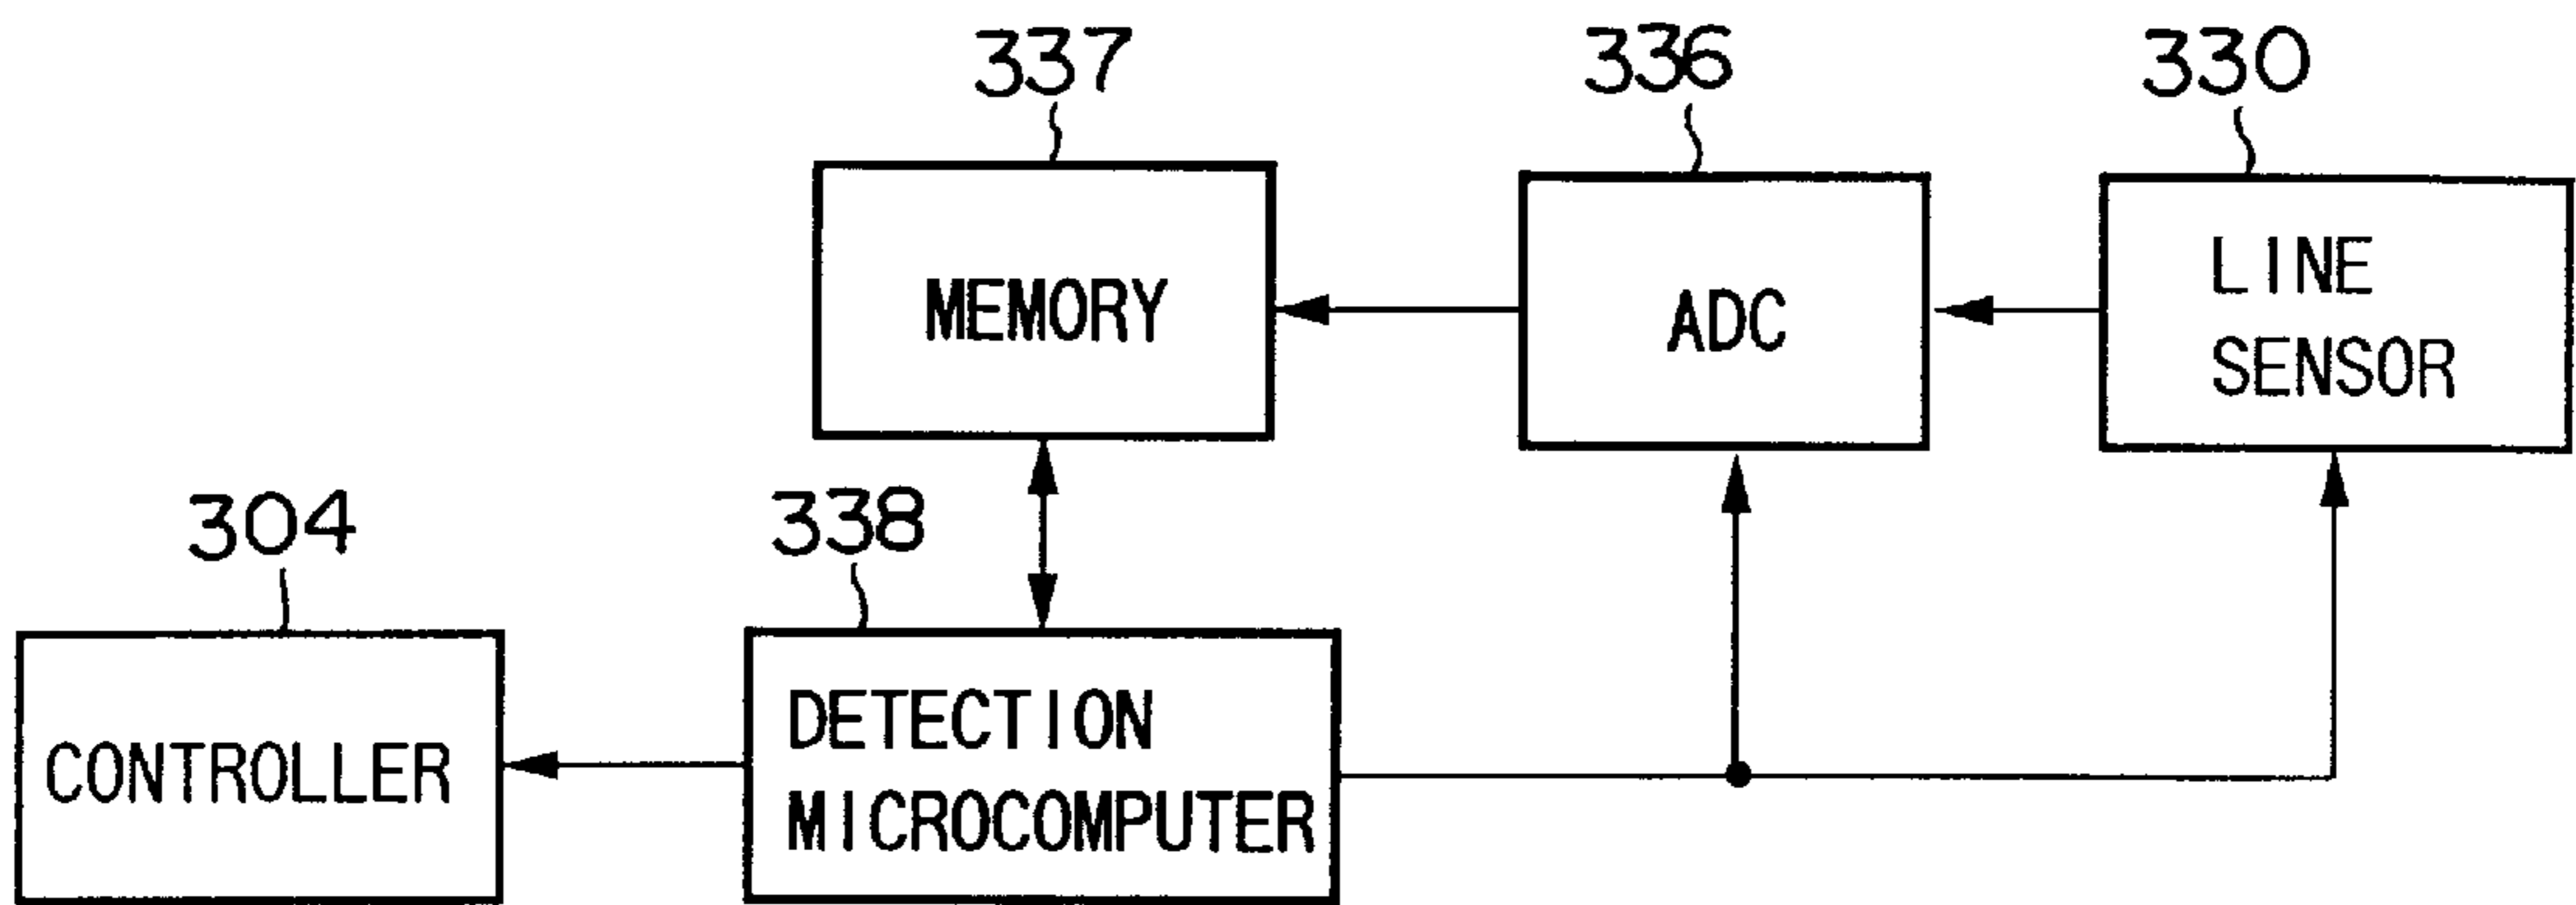 337
336
330
MEMORY
ADC
LINE
SENSOR
304
338
CONTROLLER
DETECTION
MICROCOMPUTER